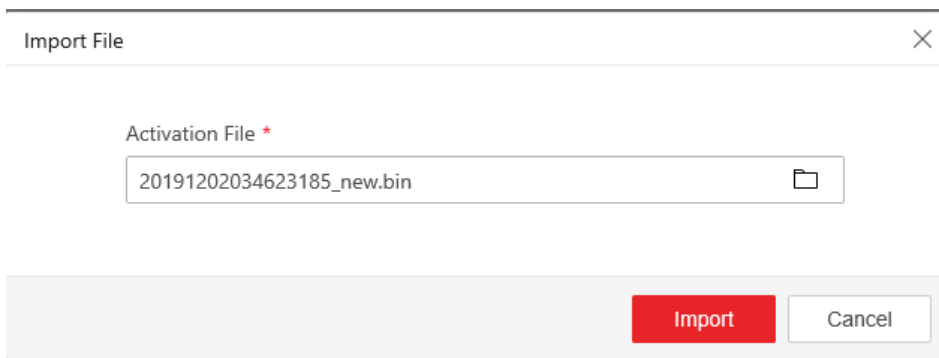 Import File
Activation File *
20191202034623185_new.bin
Import
Cancel